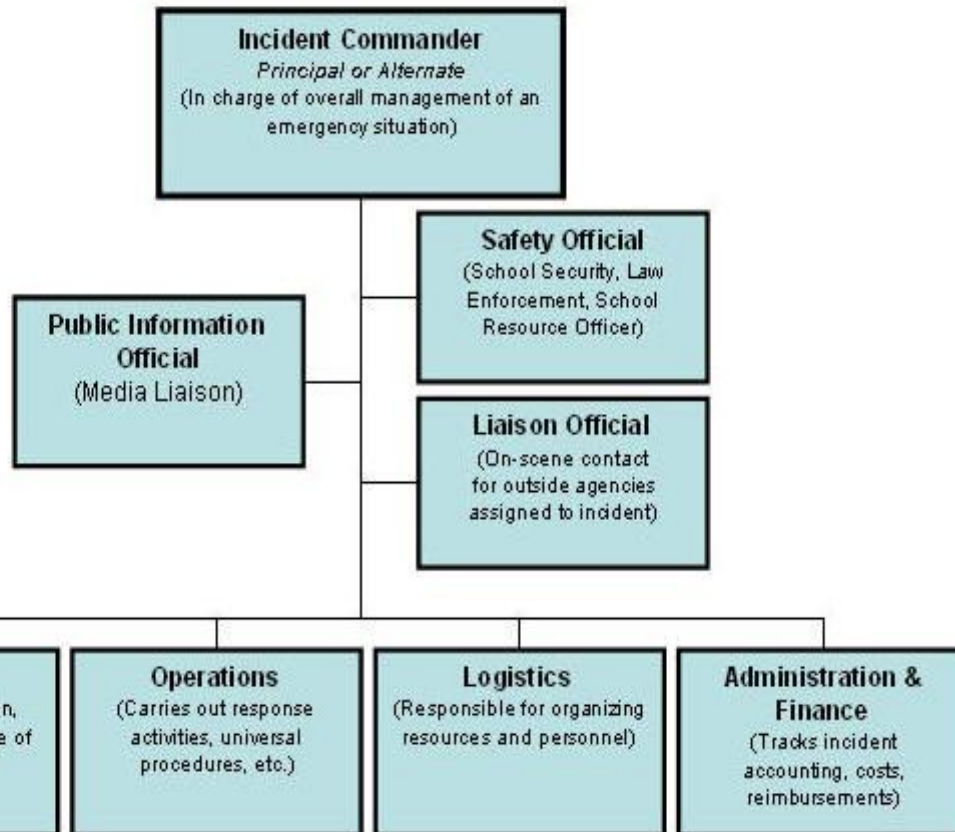 Incident Commander
Principal or Alternate
(In charge of overall management of an
emergency situation)
Safety Official
(School Security, Law
Enforcement, School
Resource Officer)
Public Information
Official
(Media Liaison)
Liaison Official
(On-scene contact
for outside agencies
assigned to incident)
n,
e of
Operations
(Carries out response
activities, universal
procedures, etc.)
Logistics
(Responsible for organizing
resources and personnel)
Administration &
Finance
(Tracks incident
accounting, costs,
reimbursements)